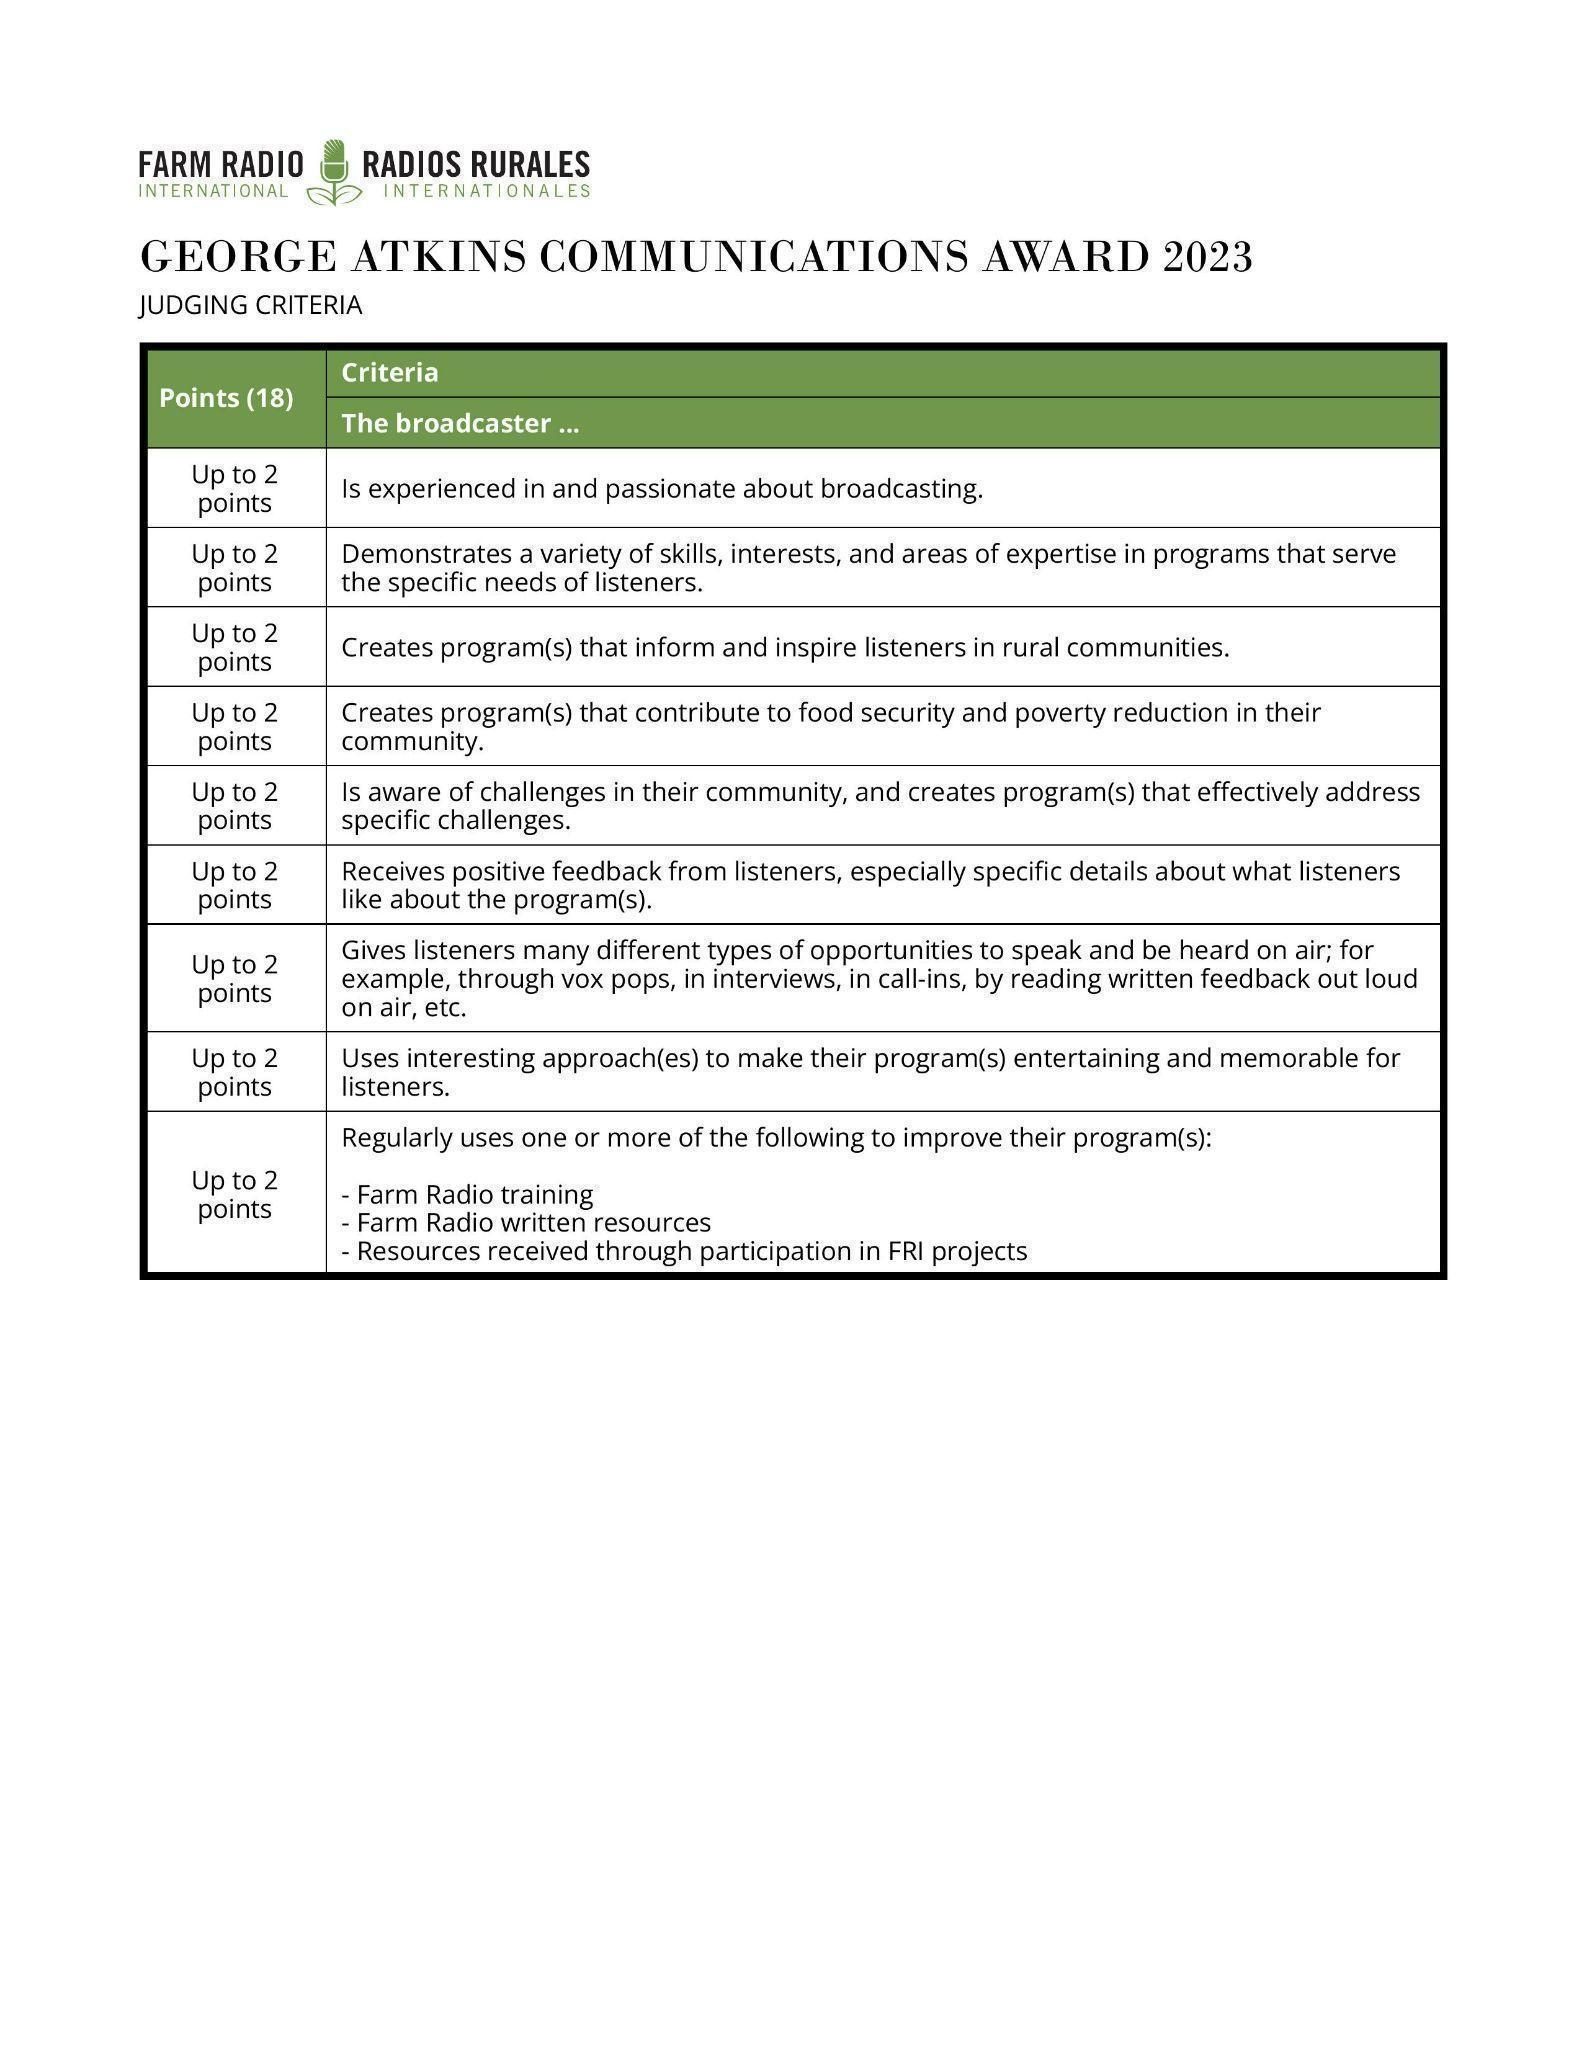 FARM RADIO RADIOS RURALES
INTERNATIONAL INTERNATIONALES
GEORGE ATKINS COMMUNICATIONS AWARD 2023
JUDGING CRITERIA
Points (18)
Criteria
The broadcaster ...
Up to 2
points
Is experienced in and passionate about broadcasting.
Up to 2
points
Demonstrates a variety of skills, interests, and areas of expertise in programs that serve
the specific needs of listeners.
Up to 2
points
Creates program(s) that inform and inspire listeners in rural communities.
Up to 2
points
Creates program(s) that contribute to food security and poverty reduction in their
community.
Up to 2
points
Is aware of challenges in their community, and creates program(s) that effectively address
specific challenges.
Up to 2
points
Receives positive feedback from listeners, especially specific details about what listeners
like about the program(s).
Up to 2
points
Gives listeners many different types of opportunities to speak and be heard on air; for
example, through vox pops, in interviews, in call-ins, by reading written feedback out loud
on air, etc.
Up to 2
points
Uses interesting approach(es) to make their program(s) entertaining and memorable for
listeners.
Up to 2
points
Regularly uses one or more of the following to improve their program(s):
- Farm Radio training
- Farm Radio written resources
- Resources received through participation in FRI projects